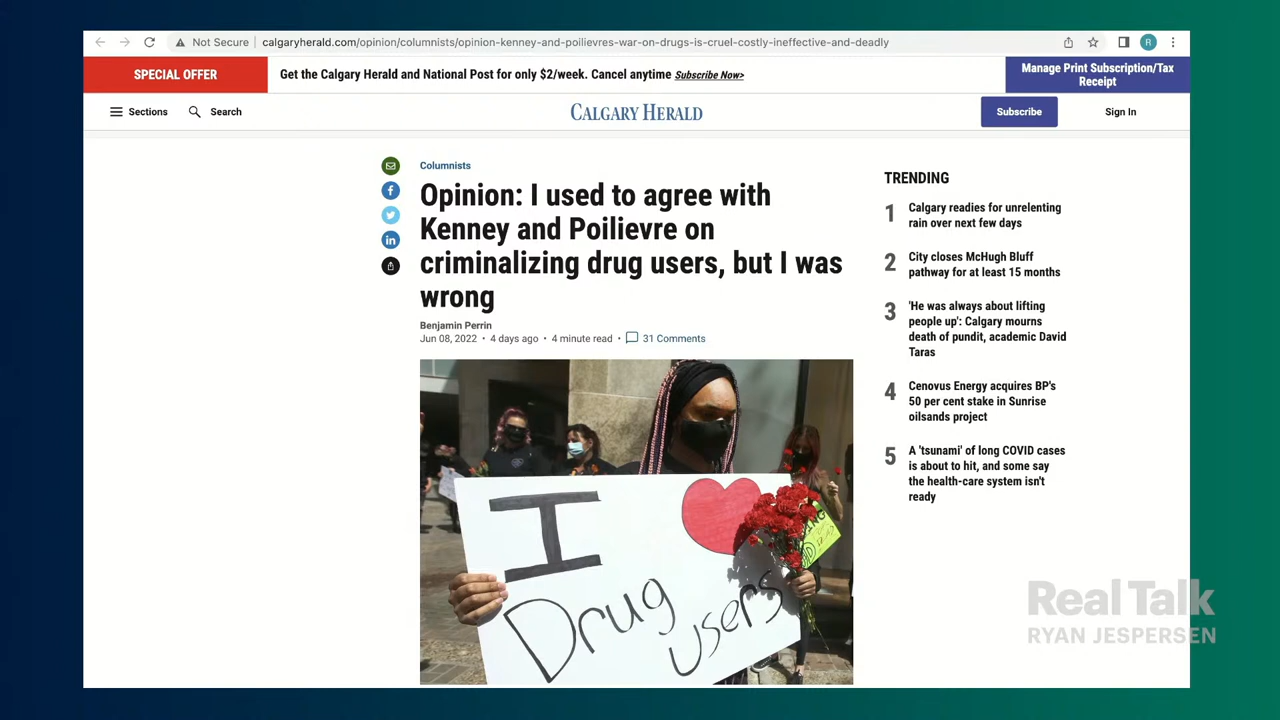 Not Secure
calgaryherald.com/opinion/columnists/opinion-kenney-and-poilievres-war-on-drugs-is-cruel-costly-ineffective-and-deadly
R
SPECIAL OFFER
Get the Calgary Herald and National Post for only $2/week. Cancel anytime Subscribe Now>
Manage Print Subscription/Tax
Receipt
Sections
Search
CALGARY HERALD
Subscribe
Sign In
Columnists
Opinion: I used to agree with
Kenney and Poilievre on
criminalizing drug users, but I was
wrong
Benjamin Perrin
Jun 08, 2022 • 4 days ago • 4 minute read • 31 Comments
I
Drug
users
TRENDING
1 Calgary readies for unrelenting
rain over next few days
2 City closes McHugh Bluff
pathway for at least 15 months
3 'He was always about lifting
people up': Calgary mourns
death of pundit, academic David
Taras
4 Cenovus Energy acquires BP's
50 per cent stake in Sunrise
oilsands project
5 A 'tsunami' of long COVID cases
is about to hit, and some say
the health-care system isn't
ready
Real Talk
RYAN JESPERSEN